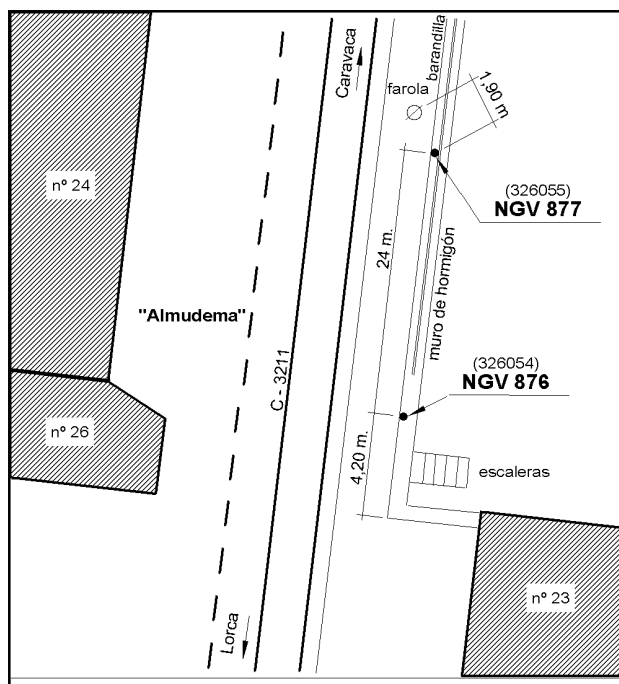 barandilla
Caravaca
farola
1,90 m
nº 24
(326055)
NGV 877
24 m.
muro de hormigón
"Almudema"
C - 3211
(326054)
NGV 876
nº 26
4,20 m.
escaleras
nº 23
Lorca